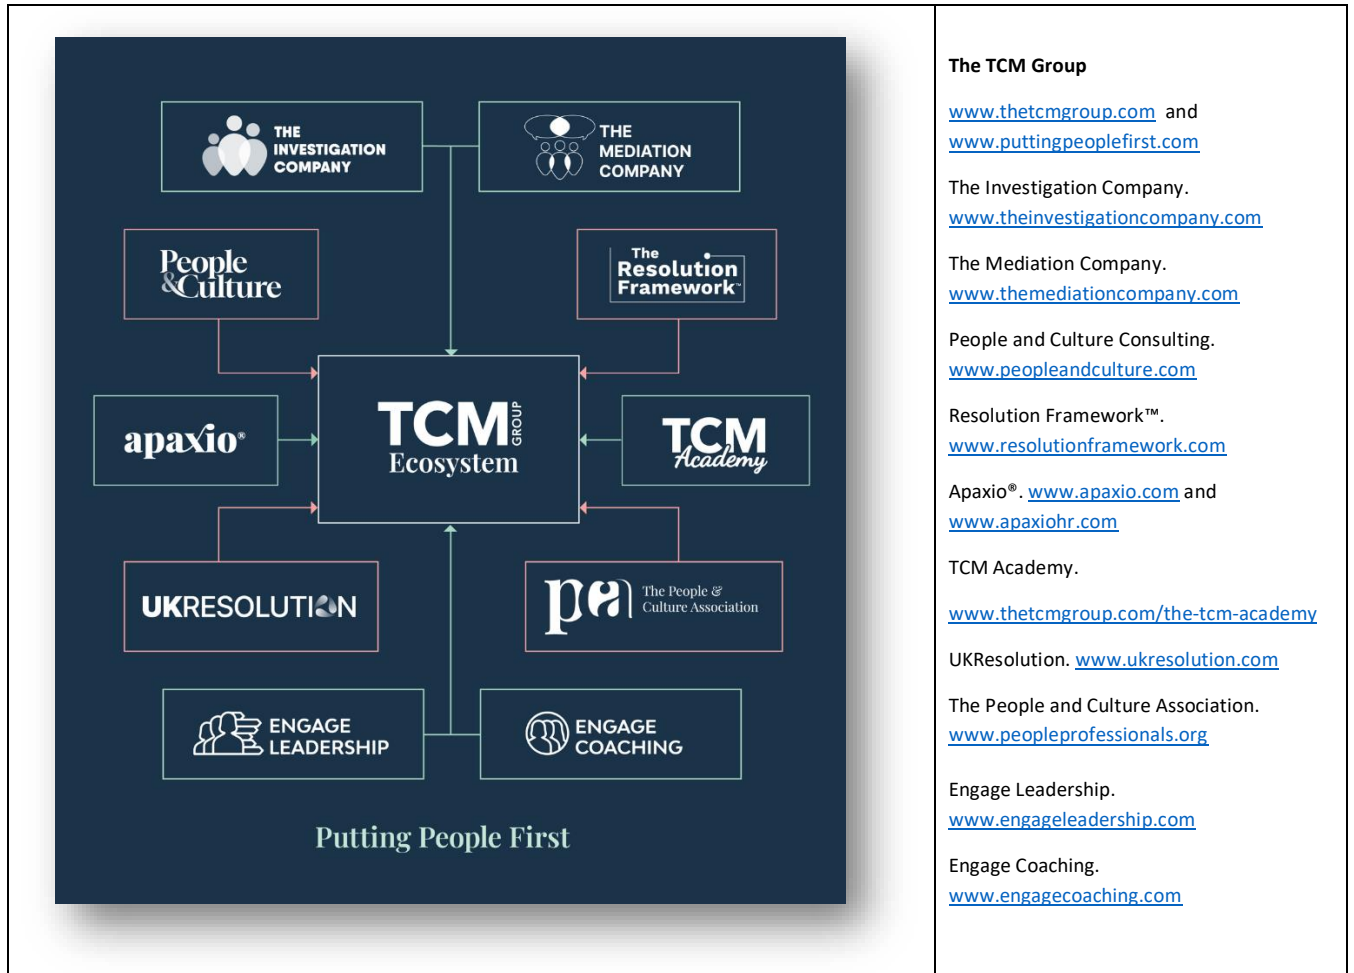 THE
INVESTIGATION
COMPANY
THE
MEDIATION
COMPANY
People
&Culture
The
Resolution
Framework™
TCM GROUP
Ecosystem
apaxio®
TCM
Academy
UKRESOLUTION
pca
The People &
Culture Association
ENGAGE
LEADERSHIP
ENGAGE
COACHING
Putting People First
The TCM Group
www.thetcmgroup.com and
www.puttingpeoplefirst.com
The Investigation Company.
www.theinvestigationcompany.com
The Mediation Company.
www.themediationcompany.com
People and Culture Consulting.
www.peopleandculture.com
Resolution Framework™.
www.resolutionframework.com
Apaxio®. www.apaxio.com and
www.apaxiohr.com
TCM Academy.
www.thetcmgroup.com/the-tcm-academy
UKResolution. www.ukresolution.com
The People and Culture Association.
www.peopleprofessionals.org
Engage Leadership.
www.engageleadership.com
Engage Coaching.
www.engagecoaching.com